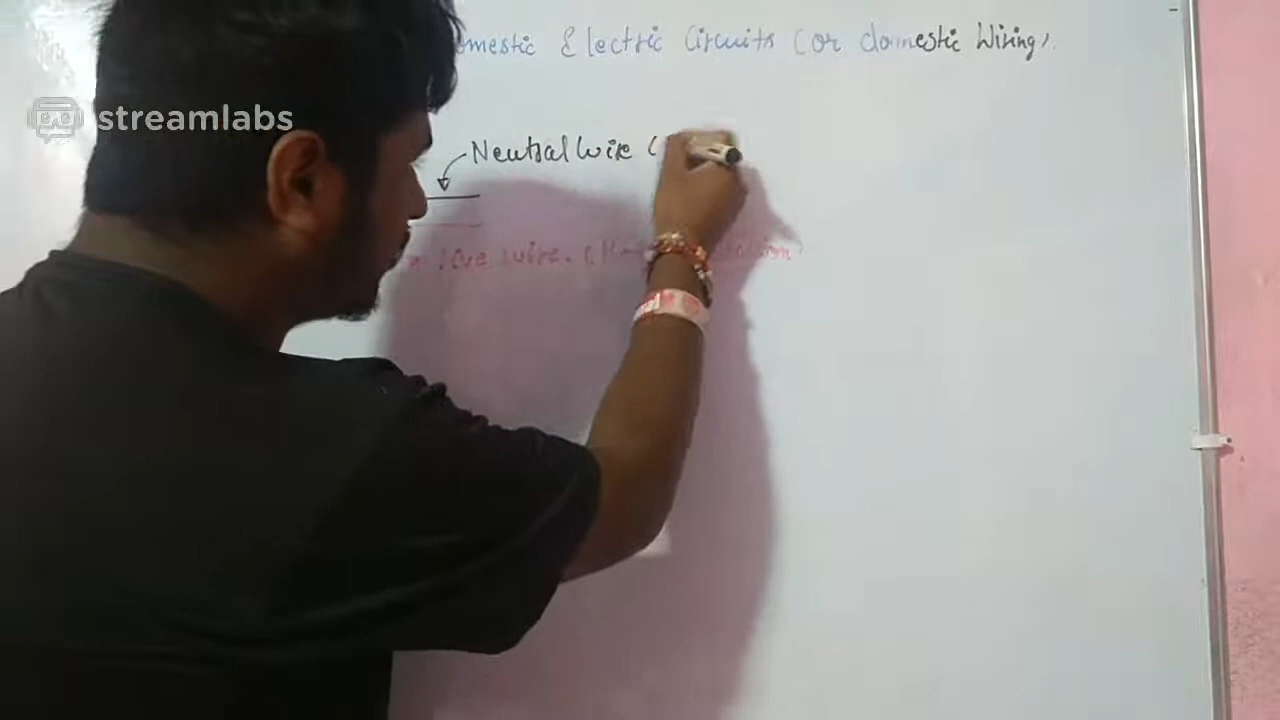 omestic Electric Circuits (or domestic Wiring).
streamlabs
Neutral wire (
live wire. (